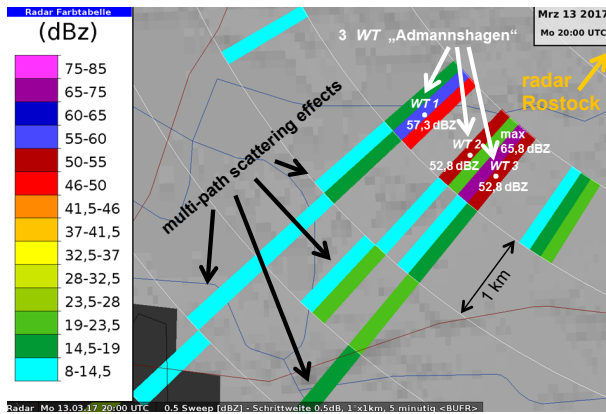 Radar Farbtabelle
(dBz)
75-85
65-75
60-65
55-60
50-55
46-50
41,5-46
37-41,5
32,5-37
28-32,5
23,5-28
19-23,5
14,5-19
8-14,5
Mrz 13 2017
Mo 20:00 UTC
3 WT „Admannshagen“
radar
Rostock
WT 1
57,3 dBZ
WT 2
52,8 dBZ
max
65,8 dBZ
WT 3
52,8 dBZ
multi-path scattering effects
1 km
Radar Mo 13.03.17 20:00 UTC 0.5 Sweep [dBZ] - Schrittweite 0.5dB, 1°x1km, 5 minutig <BUFR>